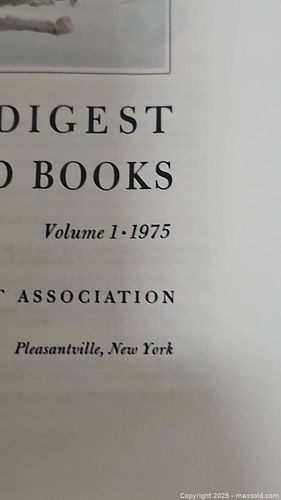 DIGEST
D BOOKS
Volume 1 · 1975
T ASSOCIATION
Pleasantville, New York
Copyright 2025 - maxsold.com